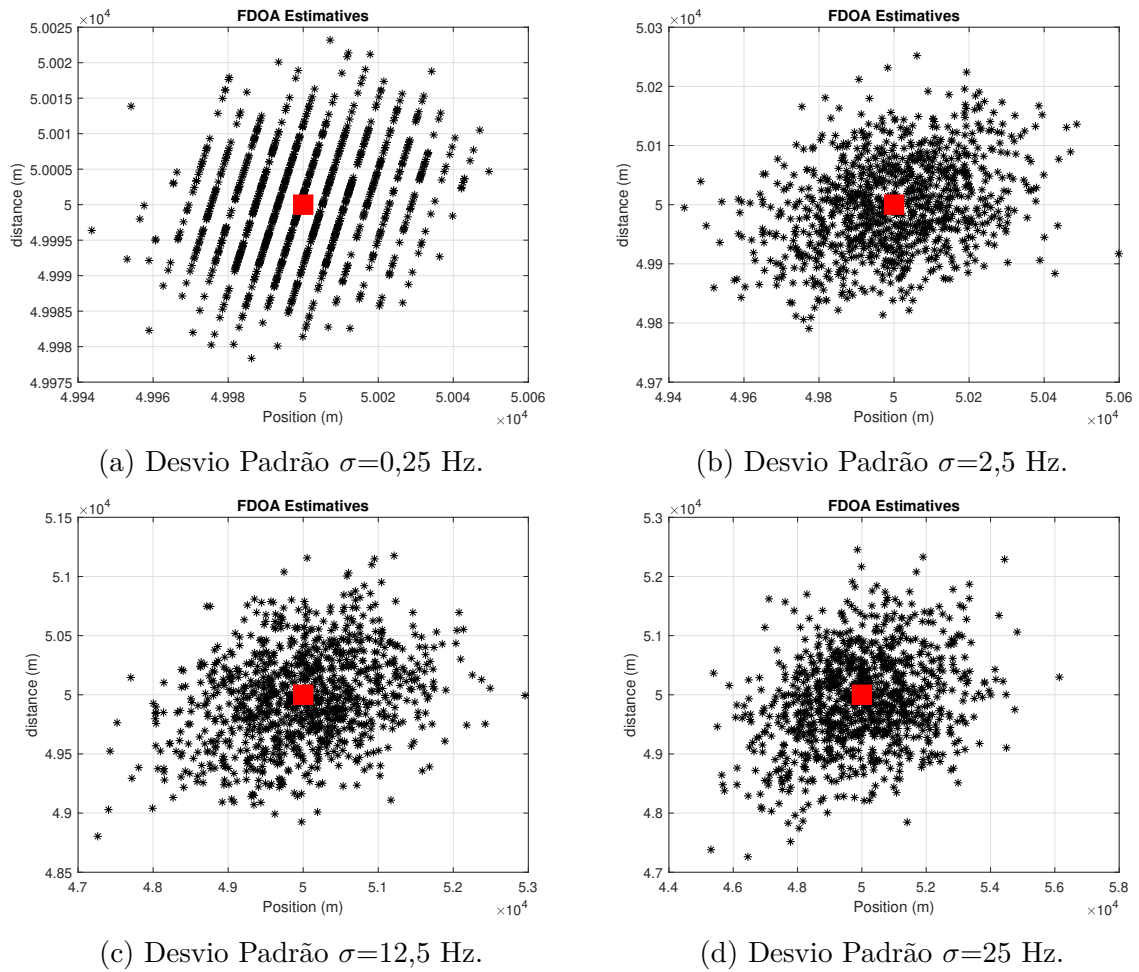 ×10⁴
FDOA Estimatives
5.0025
5.002
5.0015
5.001
5.0005
5
4.9995
4.999
4.9985
4.998
4.9975
distance (m)
4.994 4.996 4.998 5 5.002 5.004 5.006
Position (m)
×10⁴
(a) Desvio Padrão σ=0,25 Hz.
×10⁴
FDOA Estimatives
5.03
5.02
5.01
5
4.99
4.98
4.97
distance (m)
4.94 4.96 4.98 5 5.02 5.04 5.06
Position (m)
×10⁴
(b) Desvio Padrão σ=2,5 Hz.
×10⁴
FDOA Estimatives
5.15
5.1
5.05
5
4.95
4.9
4.85
distance (m)
4.7 4.8 4.9 5 5.1 5.2 5.3
Position (m)
×10⁴
(c) Desvio Padrão σ=12,5 Hz.
×10⁴
FDOA Estimatives
5.3
5.2
5.1
5
4.9
4.8
4.7
distance (m)
4.4 4.6 4.8 5 5.2 5.4 5.6 5.8
Position (m)
×10⁴
(d) Desvio Padrão σ=25 Hz.